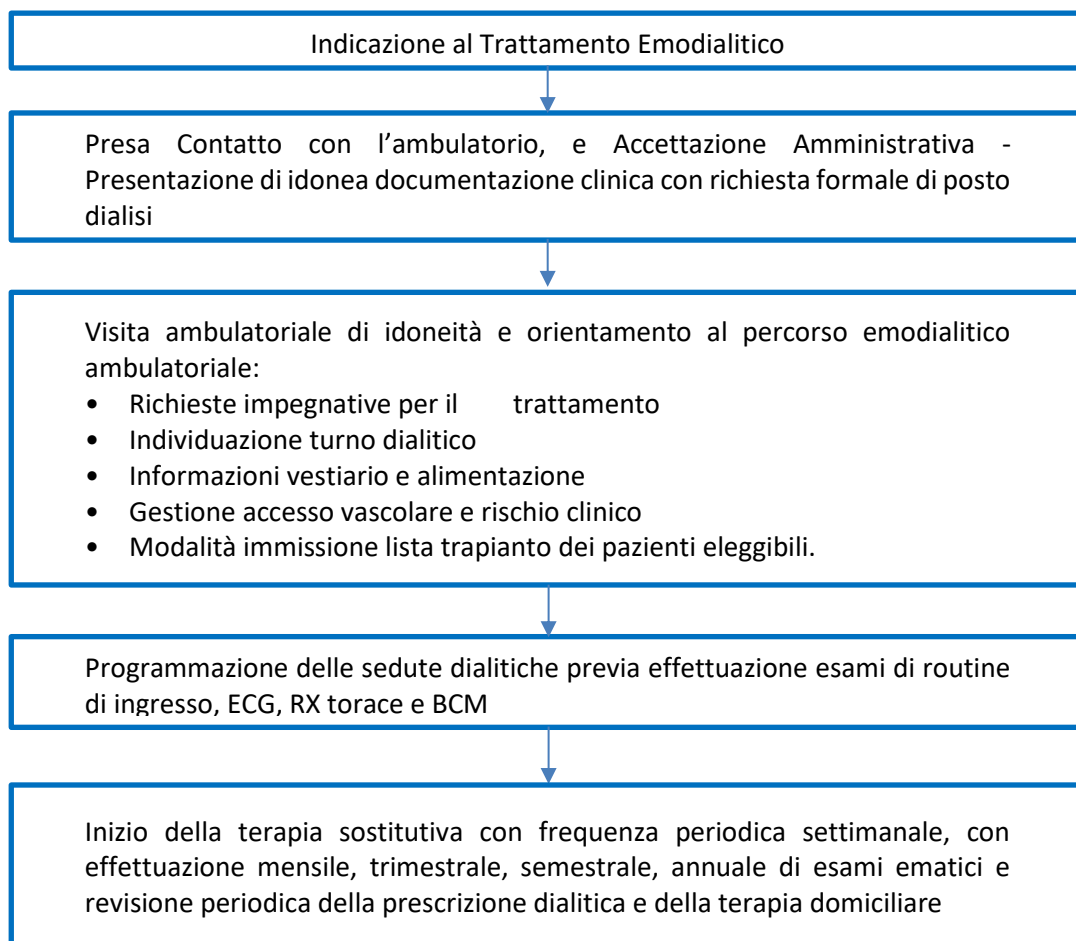 Indicazione al Trattamento Emodialitico
Presa Contatto con l'ambulatorio, e Accettazione Amministrativa -
Presentazione di idonea documentazione clinica con richiesta formale di posto
dialisi
Visita ambulatoriale di idoneità e orientamento al percorso emodialitico
ambulatoriale:
• Richieste impegnative per il trattamento
• Individuazione turno dialitico
• Informazioni vestiario e alimentazione
• Gestione accesso vascolare e rischio clinico
• Modalità immissione lista trapianto dei pazienti eleggibili.
Programmazione delle sedute dialitiche previa effettuazione esami di routine
di ingresso, ECG, RX torace e BCM
Inizio della terapia sostitutiva con frequenza periodica settimanale, con
effettuazione mensile, trimestrale, semestrale, annuale di esami ematici e
revisione periodica della prescrizione dialitica e della terapia domiciliare